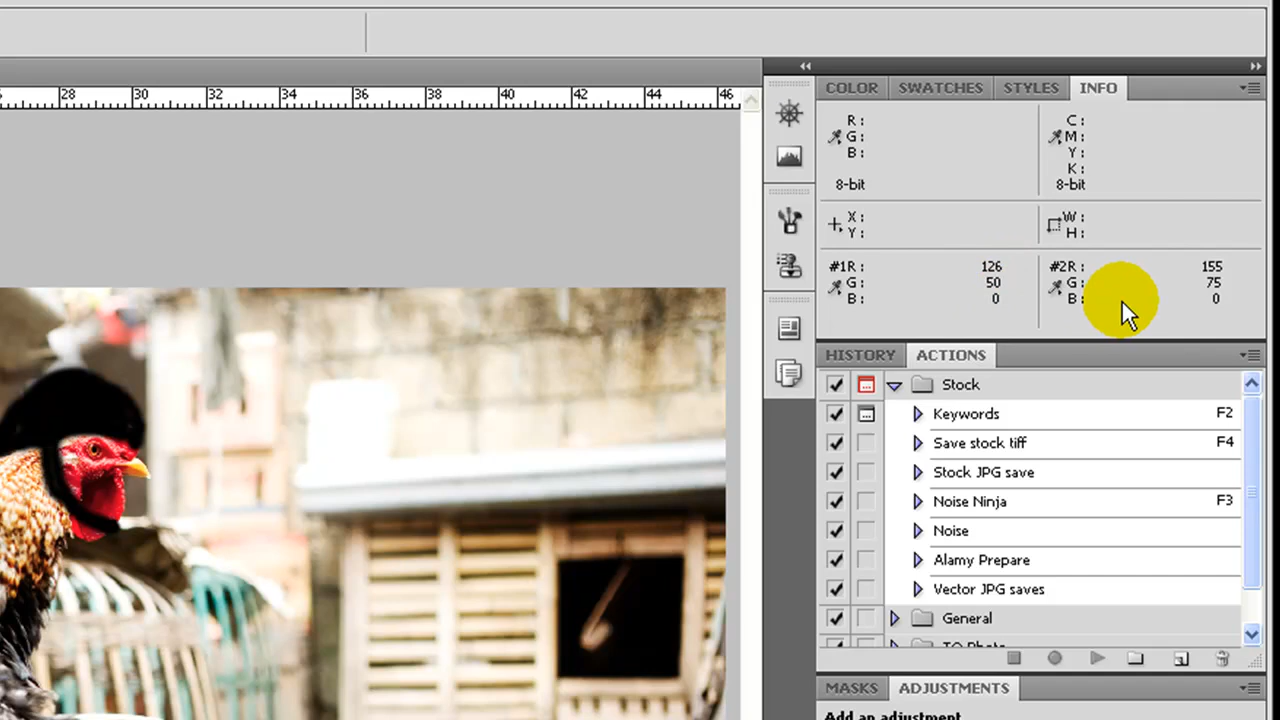 28 30 32 34 36 38 40 42 44 46
COLOR SWATCHES STYLES INFO
R : C :
G : M :
B : Y :
K :
8-bit 8-bit
X : W :
Y : H :
#1R : 126 #2R : 155
G : 50 G : 75
B : 0 B : 0
HISTORY ACTIONS
Stock
Keywords F2
Save stock tiff F4
Stock JPG save
Noise Ninja F3
Noise
Alamy Prepare
Vector JPG saves
General
MASKS ADJUSTMENTS
Add an adjustment